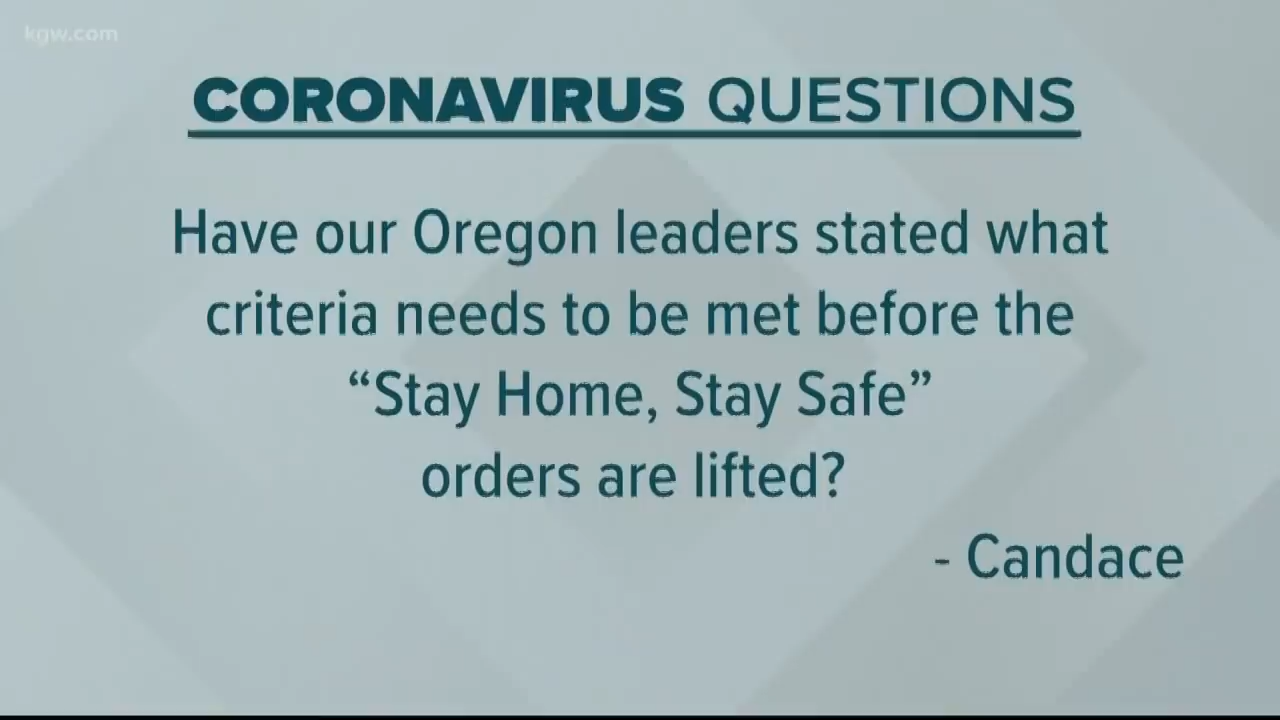 kgw.com
CORONAVIRUS QUESTIONS
Have our Oregon leaders stated what
criteria needs to be met before the
“Stay Home, Stay Safe”
orders are lifted?
- Candace